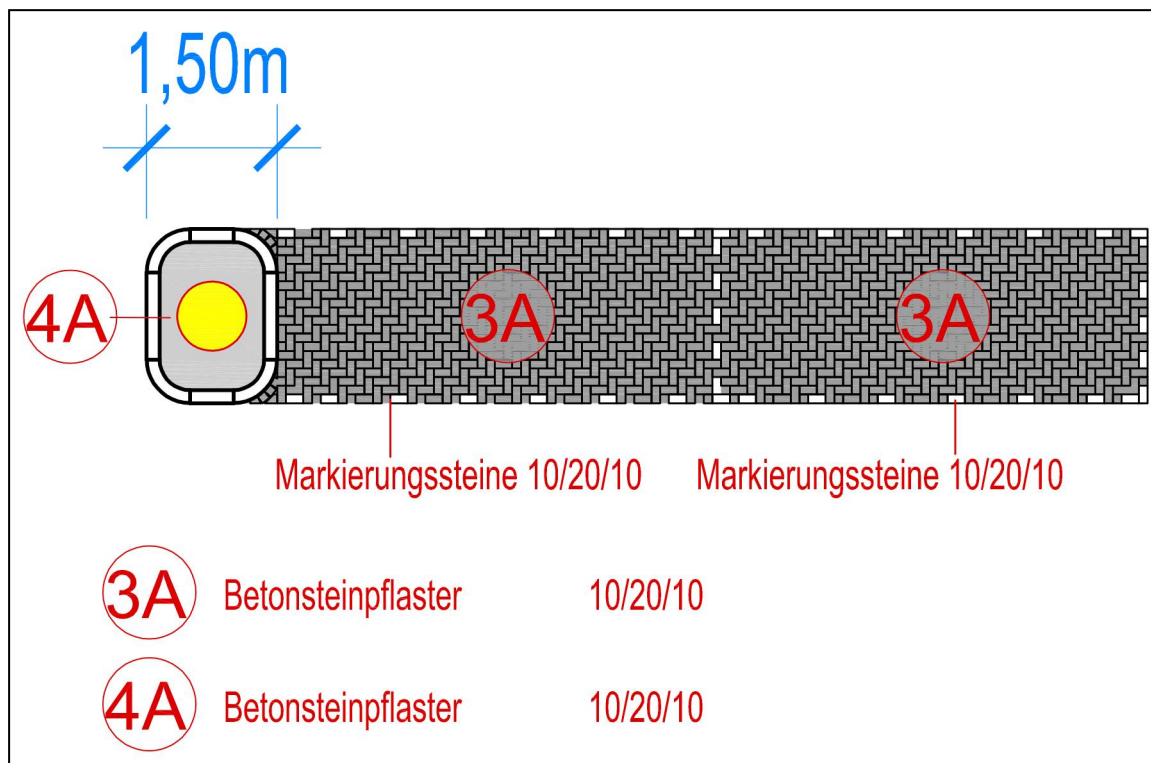 1,50m
4A
3A
3A
Markierungssteine 10/20/10
Markierungssteine 10/20/10
3A Betonsteinpflaster 10/20/10
4A Betonsteinpflaster 10/20/10